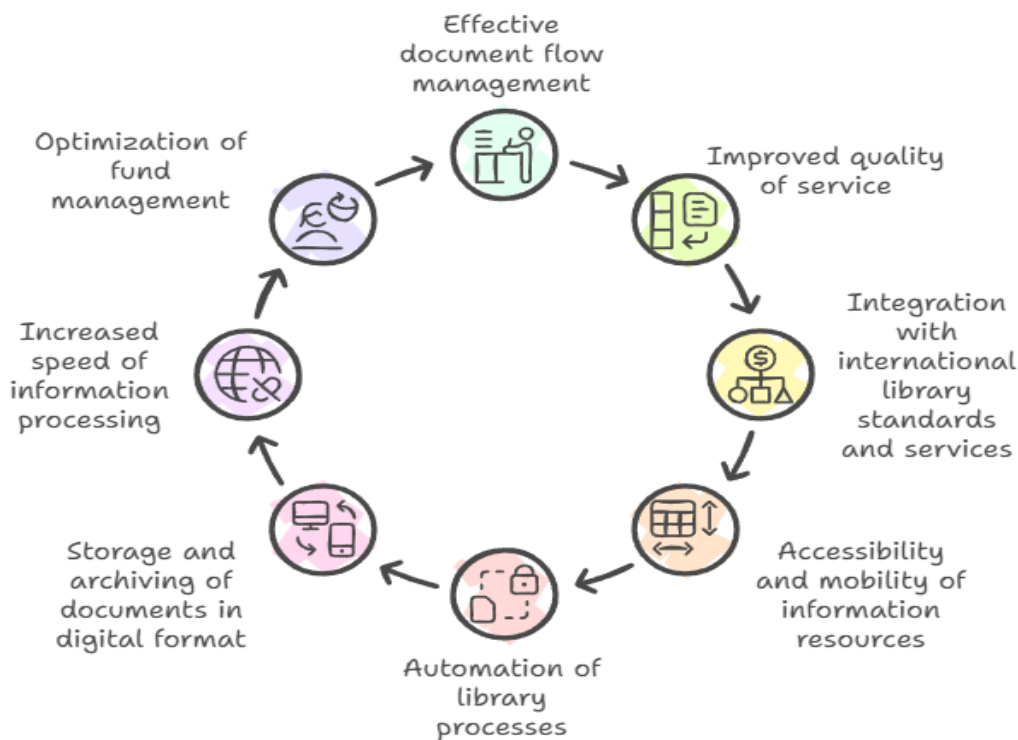 Effective
document flow
management
Improved quality
of service
Integration
with
international
library
standards
and services
Accessibility
and mobility of
information
resources
Automation of
library
processes
Storage and
archiving of
documents in
digital format
Increased
speed of
information
processing
Optimization of
fund
management
$